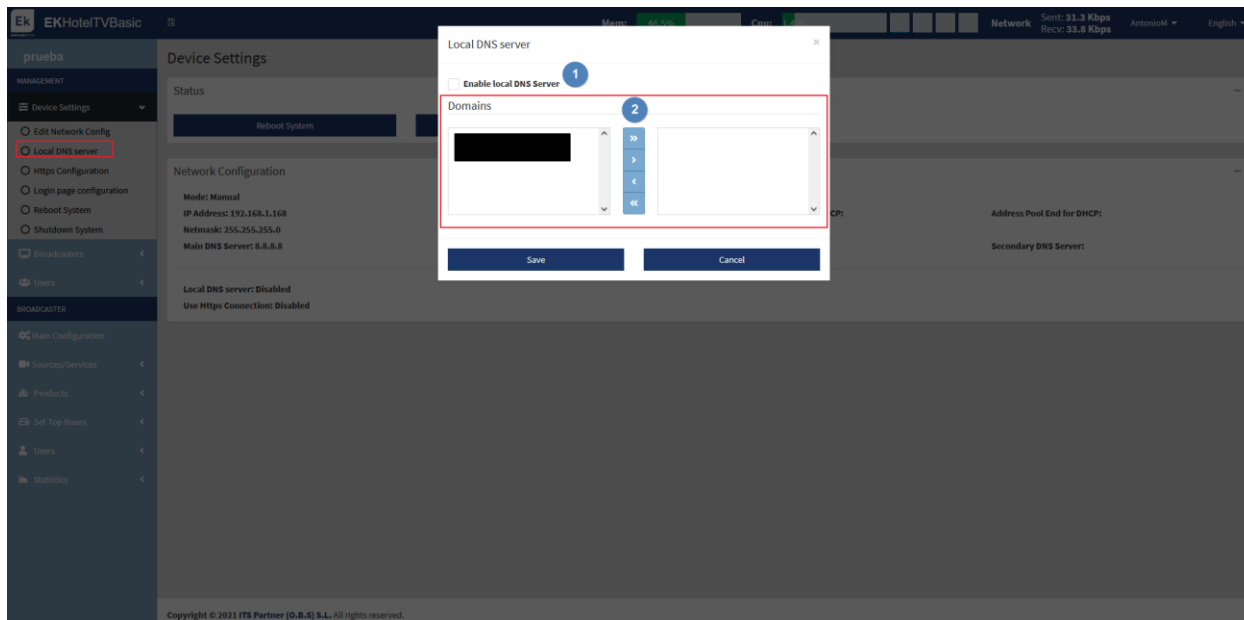 Ek EKHotelTVBasic
Mem: 46.5% Cpu:
Network Sent: 31.3 Kbps
Recv: 33.8 Kbps
AntonioM English
prueba
MANAGEMENT
Device Settings
Edit Network Config
Local DNS server
Https Configuration
Login page configuration
Reboot System
Shutdown System
Broadcasters
Users
BROADCASTER
Main Configuration
Sources/Services
Products
Set Top Boxes
Users
Statistics
Device Settings
Status
Reboot System
Network Configuration
Mode: Manual
IP Address: 192.168.1.168
CP:
Address Pool End for DHCP:
Netmask: 255.255.255.0
Main DNS Server: 8.8.8.8
Secondary DNS Server:
Local DNS server: Disabled
Use Https Connection: Disabled
Local DNS server ×
Enable local DNS Server 1
Domains 2
»
›
‹
«
Save Cancel
Copyright © 2021 ITS Partner (O.B.S) S.L. All rights reserved.